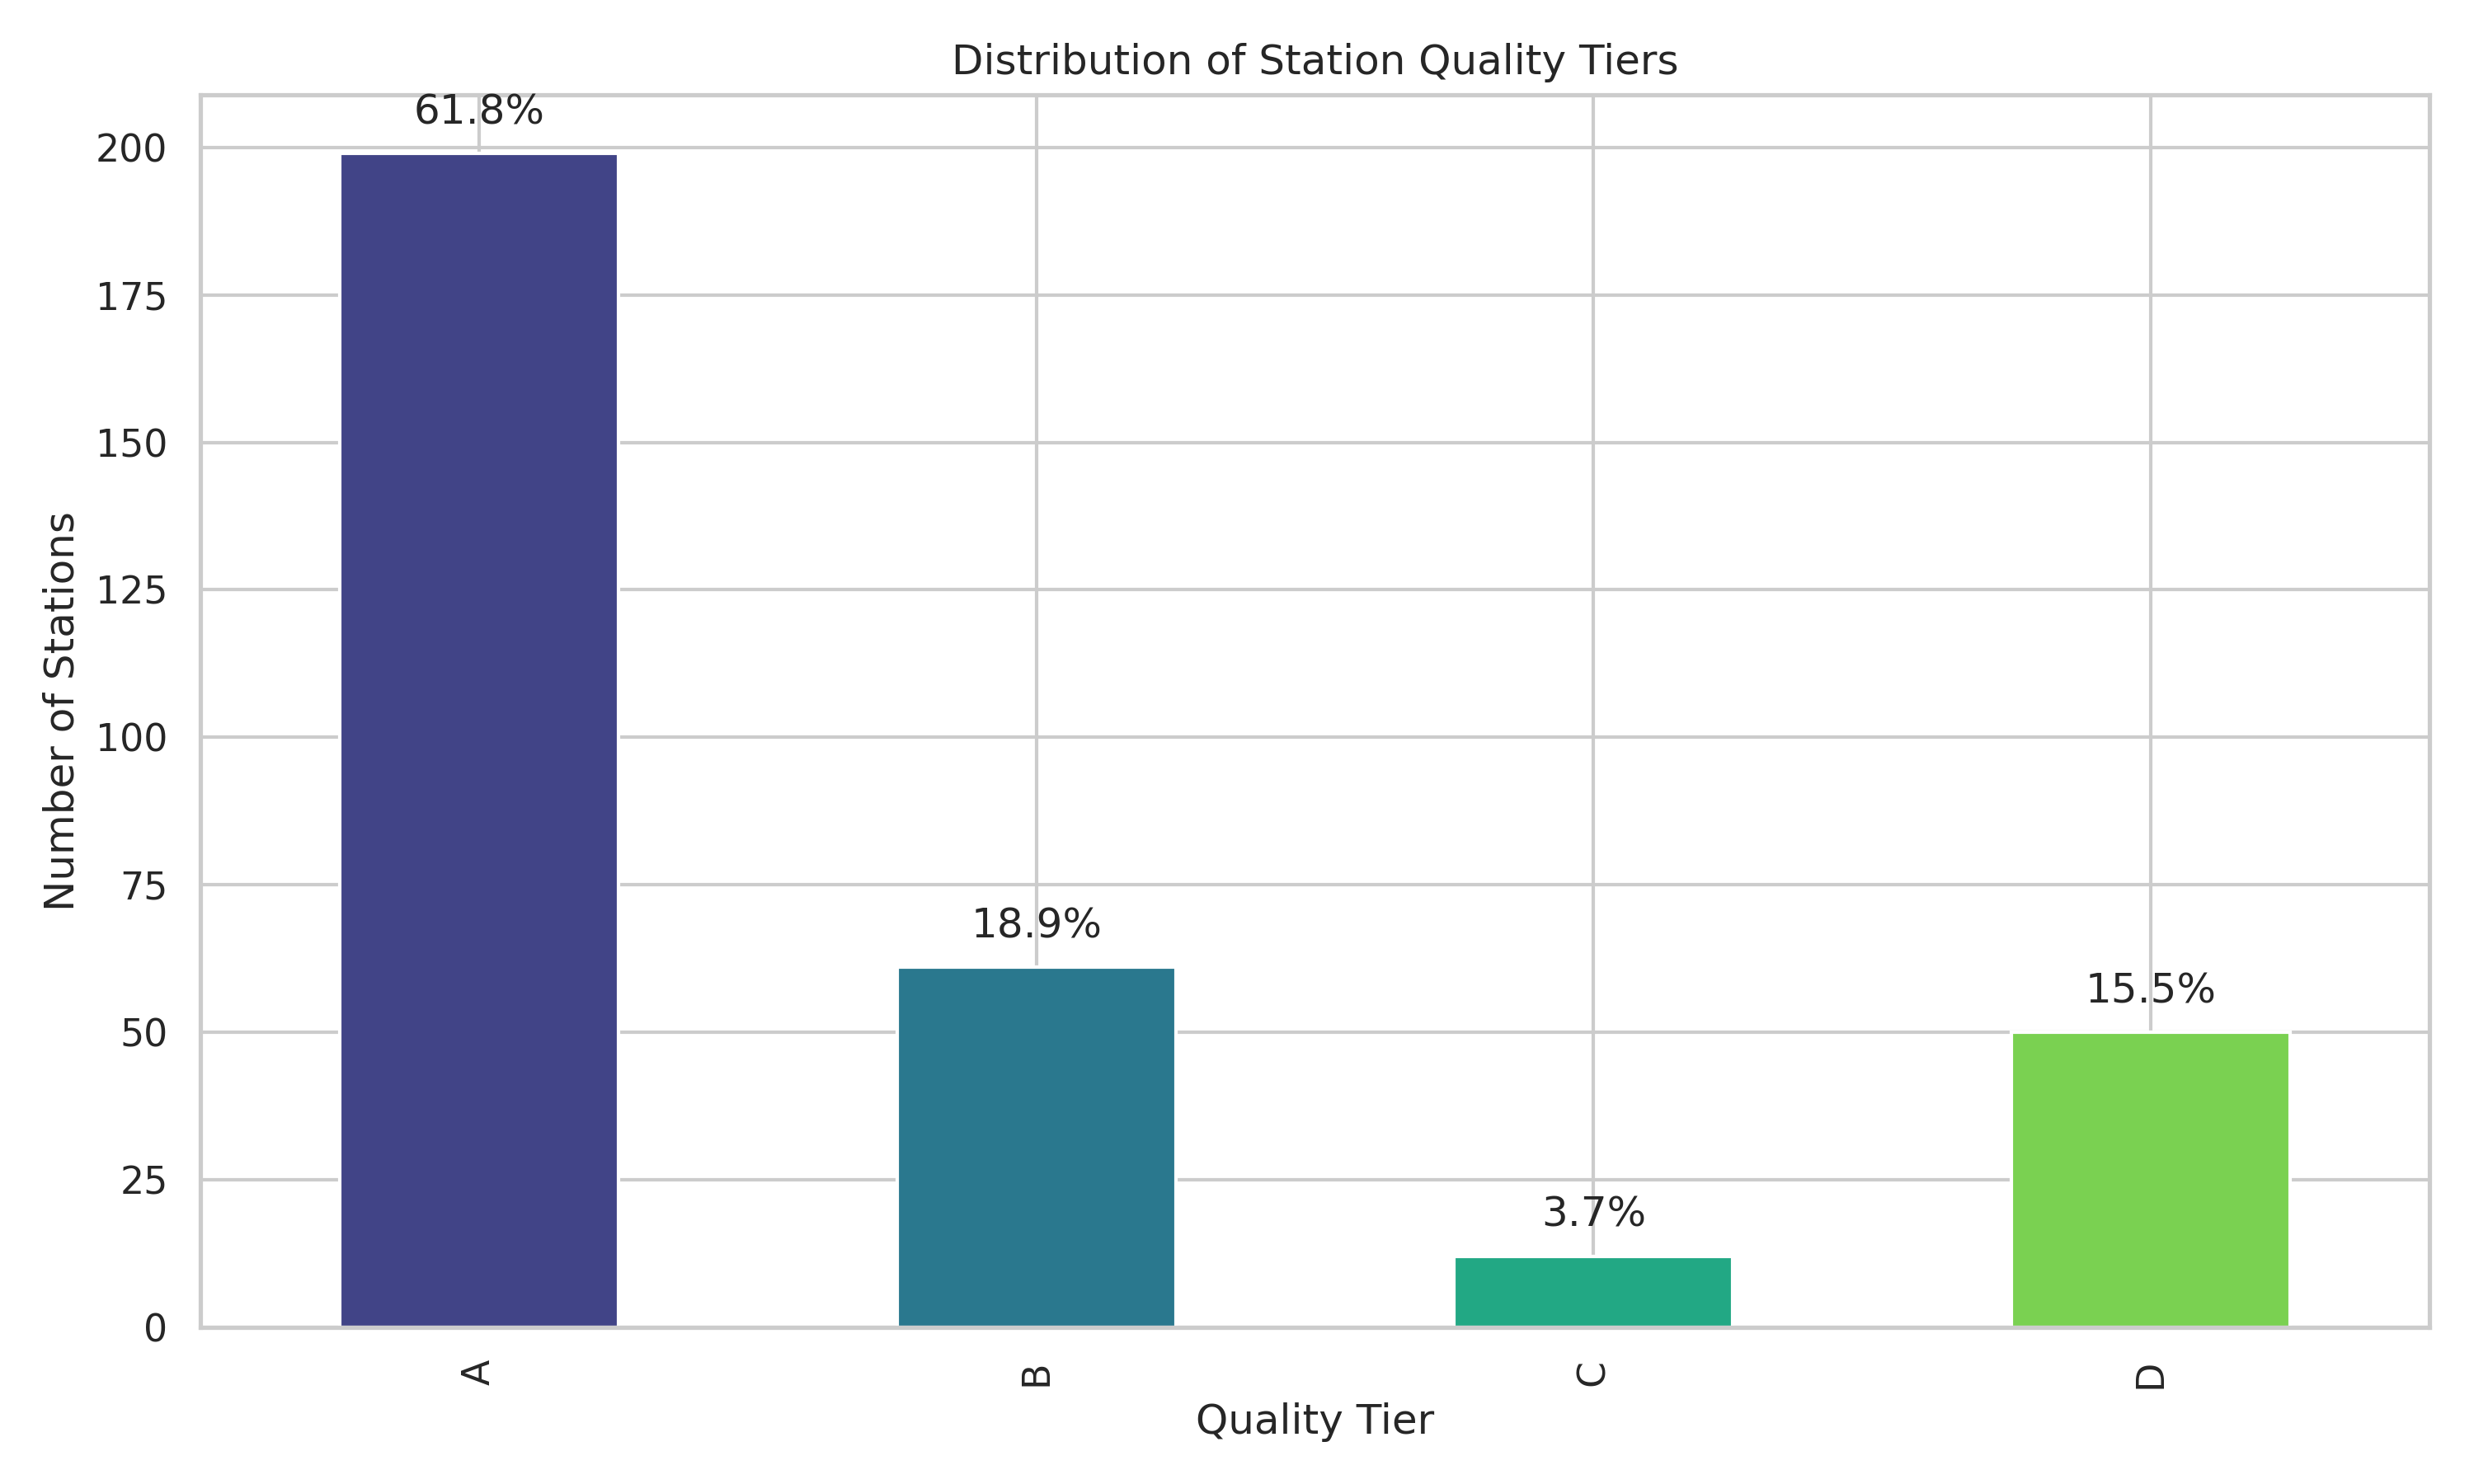 Distribution of Station Quality Tiers
61.8%
200
175
150
125
100
75
50
25
0
Number of Stations
18.9%
15.5%
3.7%
A
B
C
D
Quality Tier